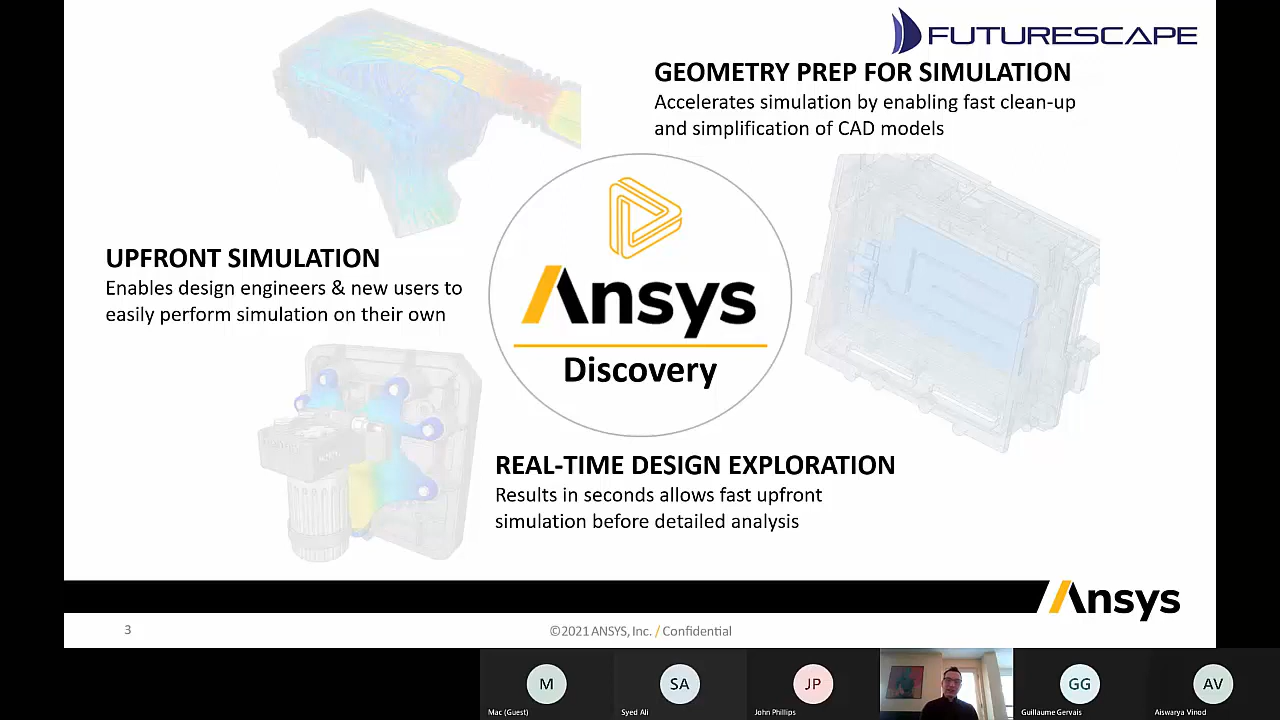 FUTURESCAPE
GEOMETRY PREP FOR SIMULATION
Accelerates simulation by enabling fast clean-up
and simplification of CAD models
UPFRONT SIMULATION
Enables design engineers & new users to
easily perform simulation on their own
Ansys
Discovery
REAL-TIME DESIGN EXPLORATION
Results in seconds allows fast upfront
simulation before detailed analysis
Ansys
3
©2021 ANSYS, Inc. / Confidential
M
SA
JP
GG
AV
Mac (Guest)
Syed Ali
John Phillips
Guillaume Gervais
Aiswarya Vinod